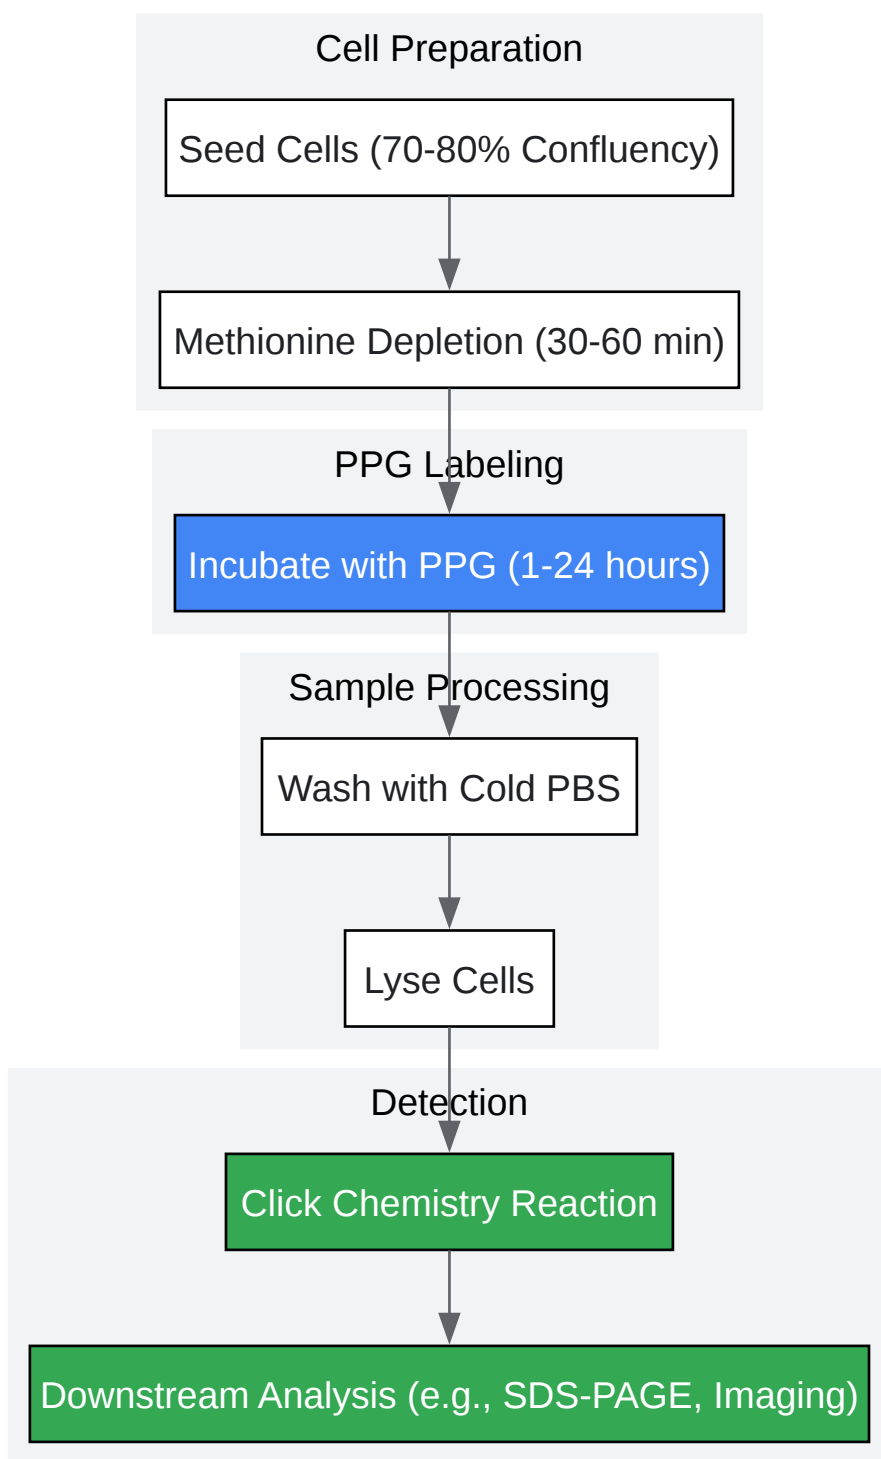 Cell Preparation
Seed Cells (70-80% Confluency)
Methionine Depletion (30-60 min)
PPG Labeling
Incubate with PPG (1-24 hours)
Sample Processing
Wash with Cold PBS
Lyse Cells
Detection
Click Chemistry Reaction
Downstream Analysis (e.g., SDS-PAGE, Imaging)